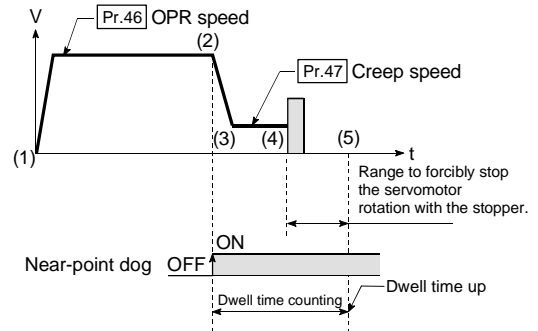 V
Pr.46 OPR speed
(2)
Pr.47 Creep speed
(3)
(4)
(5)
(1)
t
Range to forcibly stop
the servomotor
rotation with the stopper.
ON
Near-point dog OFF
Dwell time up
Dwell time counting